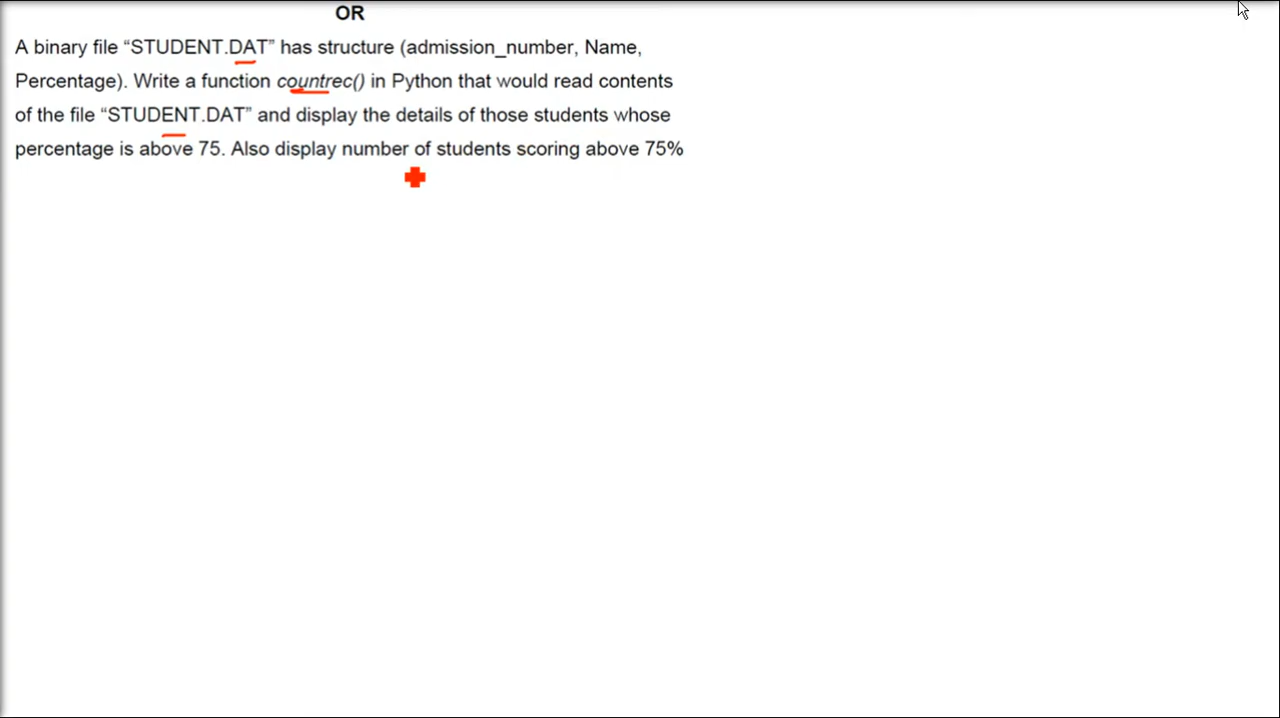 OR
A binary file “STUDENT.DAT” has structure (admission_number, Name,
Percentage). Write a function countrec() in Python that would read contents
of the file “STUDENT.DAT” and display the details of those students whose
percentage is above 75. Also display number of students scoring above 75%